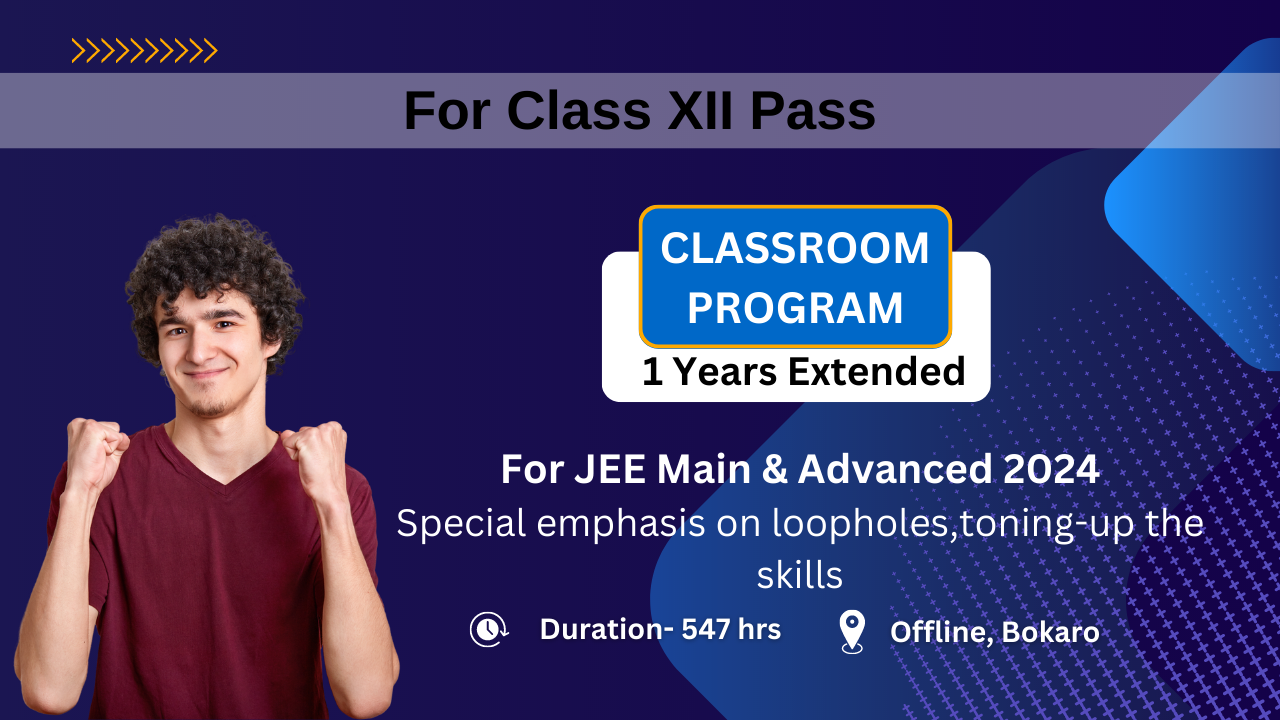 For Class XII Pass
CLASSROOM
PROGRAM
1 Years Extended
For JEE Main & Advanced 2024
Special emphasis on loopholes,toning-up the
skills
Duration- 547 hrs
Offline, Bokaro